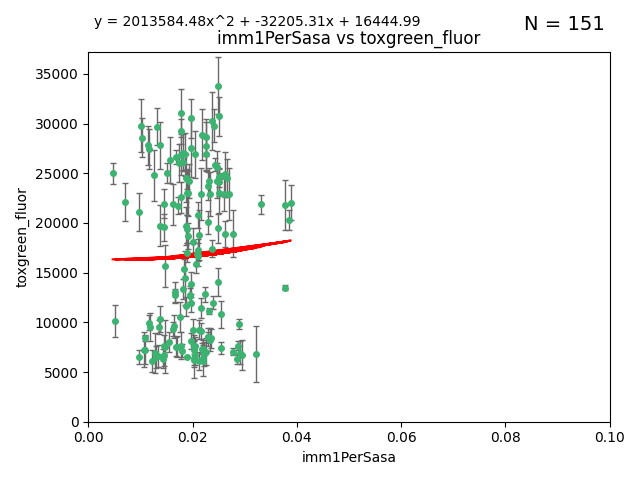 y = 2013584.48x^2 + -32205.31x + 16444.99
N = 151
imm1PerSasa vs toxgreen_fluor
35000
30000
25000
20000
15000
10000
5000
0
toxgreen_fluor
0.00 0.02 0.04 0.06 0.08 0.10
imm1PerSasa